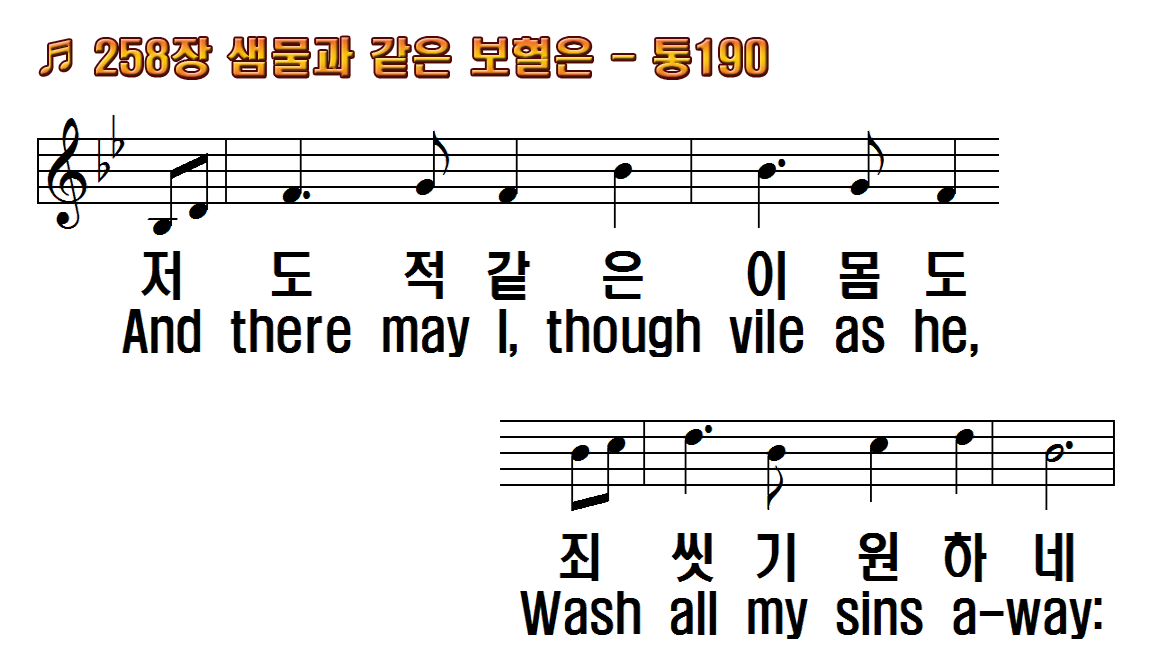 ♬ 258장 샘물과 같은 보혈은 - 통190
저 도 적 같 은 이 몸 도
And there may I, though vile as he,
죄 씻 기 원 하 네
Wash all my sins a-way: